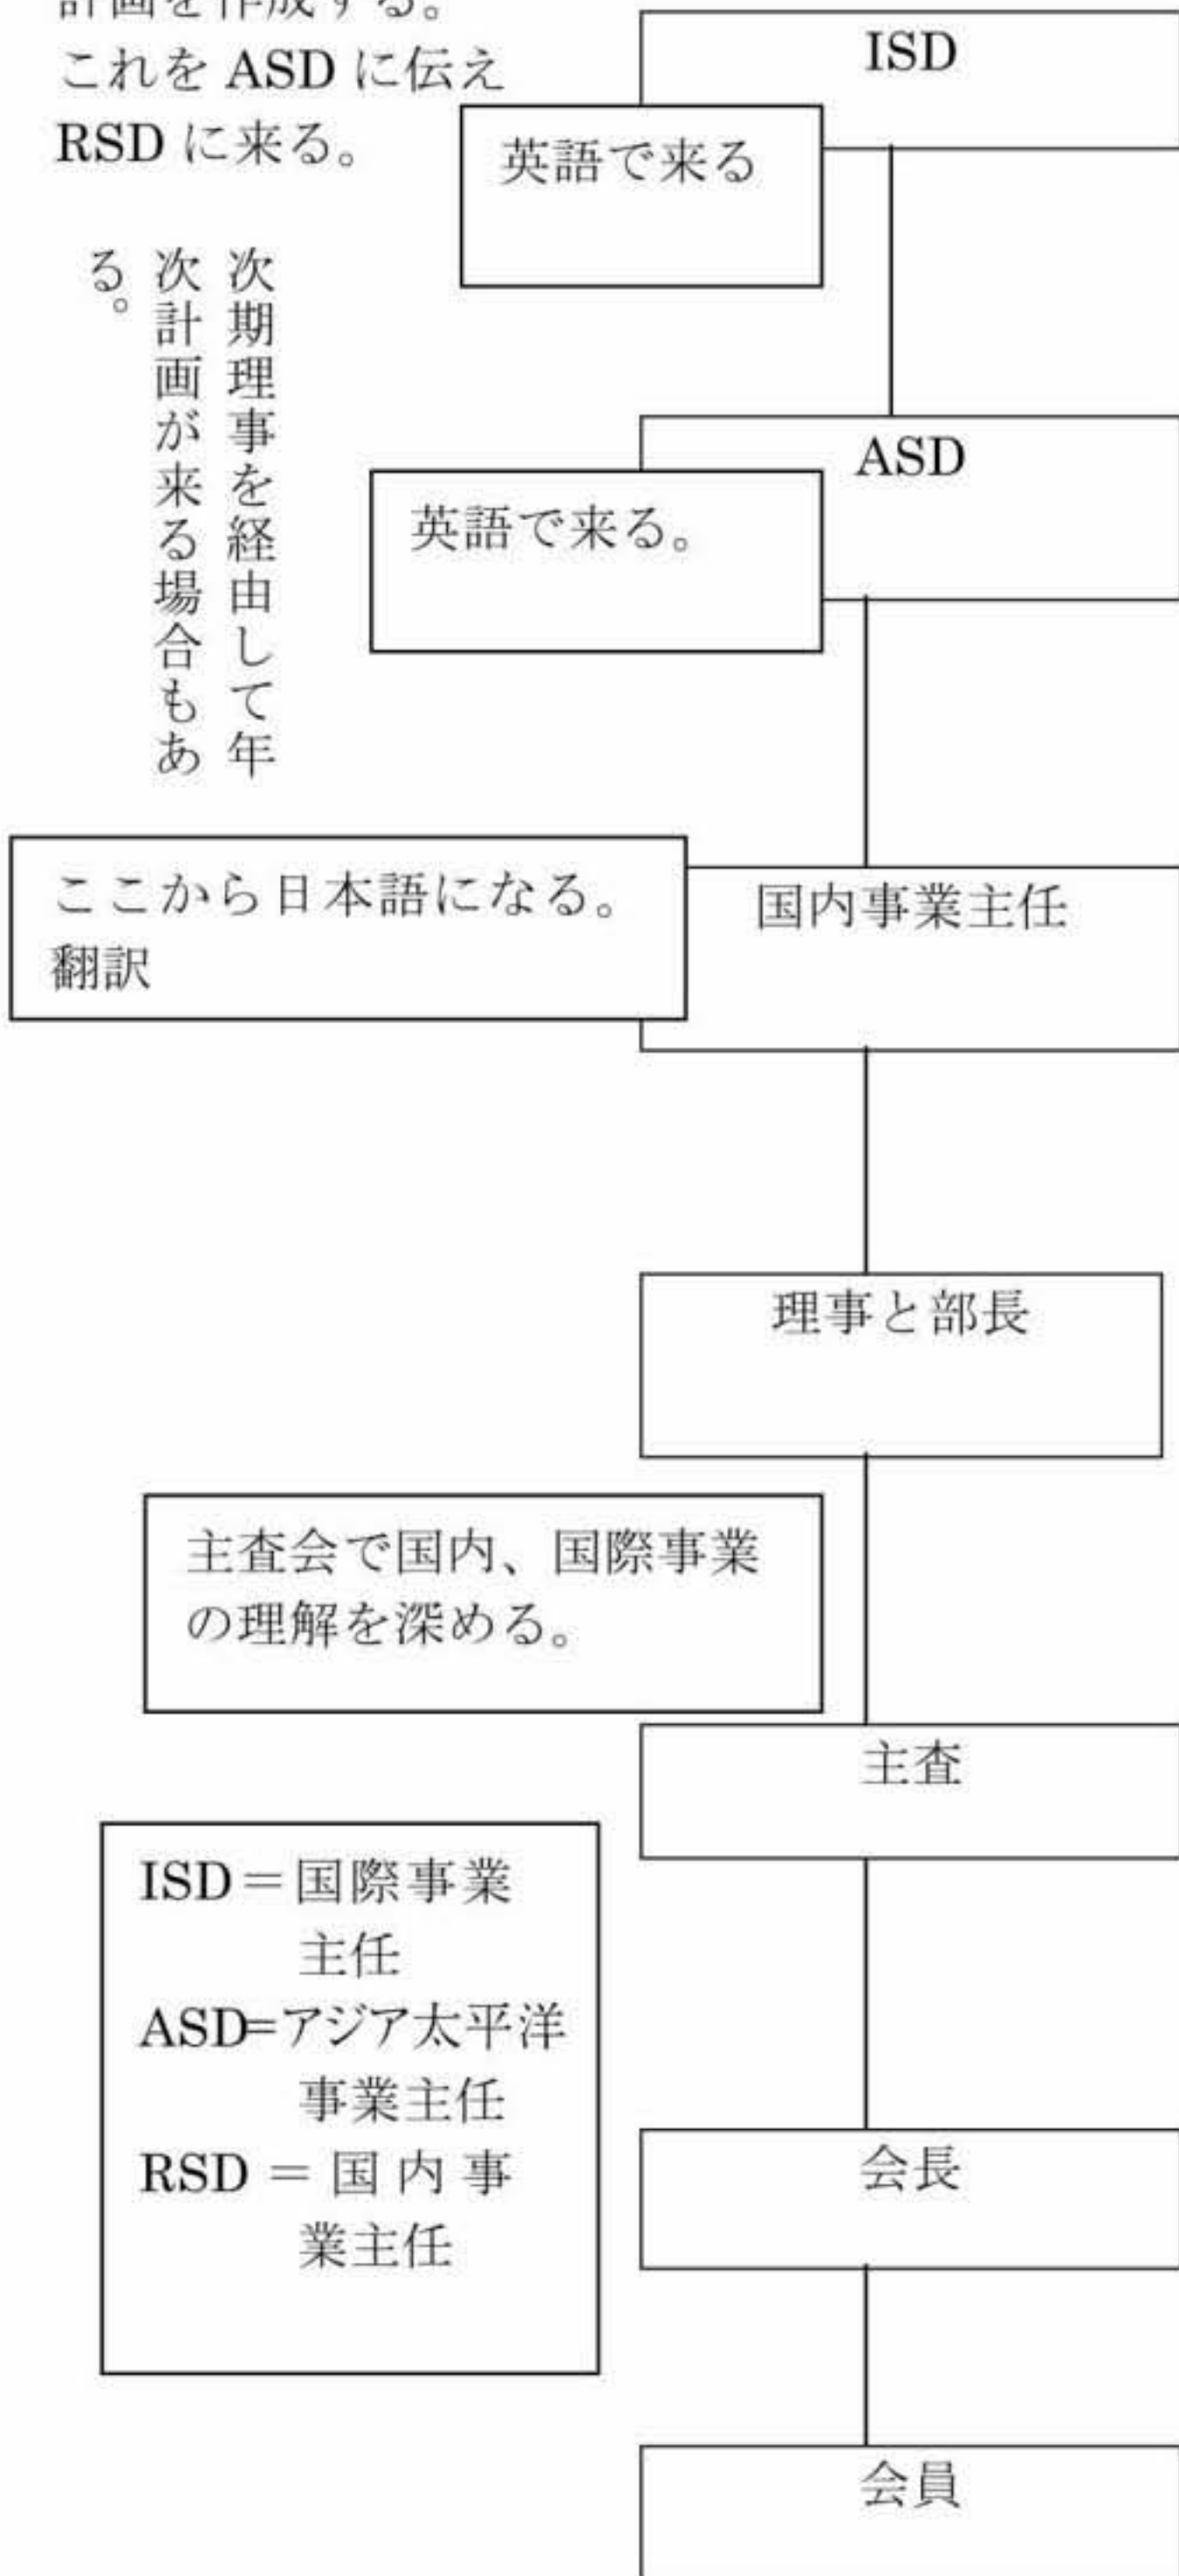 計画を作成する。
これを ASD に伝え
RSD に来る。
ISD
英語で来る
次期理事を経由して年
次計画が来る場合もあ
る。
ASD
英語で来る。
ここから日本語になる。
翻訳
国内事業主任
理事と部長
主査会で国内、国際事業
の理解を深める。
主査
ISD＝国際事業
主任
ASD=アジア太平洋
事業主任
RSD ＝ 国 内 事
業主任
会長
会員